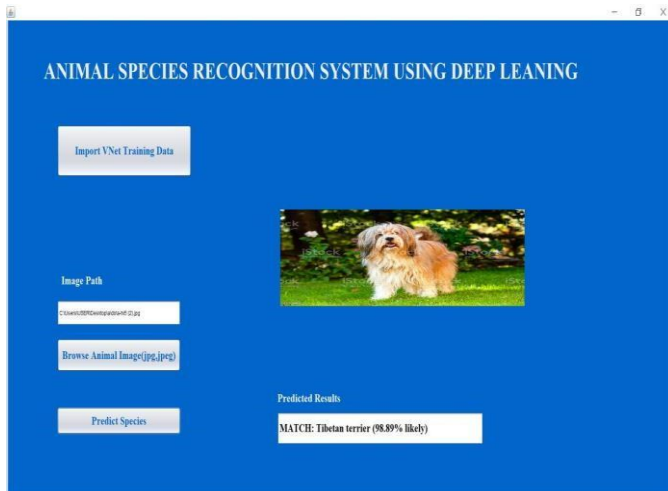 ANIMAL SPECIES RECOGNITION SYSTEM USING DEEP LEANING
Import VNet Training Data
iStock
Image Path
Browse Animal Image(jpg,jpeg)
Predicted Results
Predict Species
MATCH: Tibetan terrier (98.89% likely)